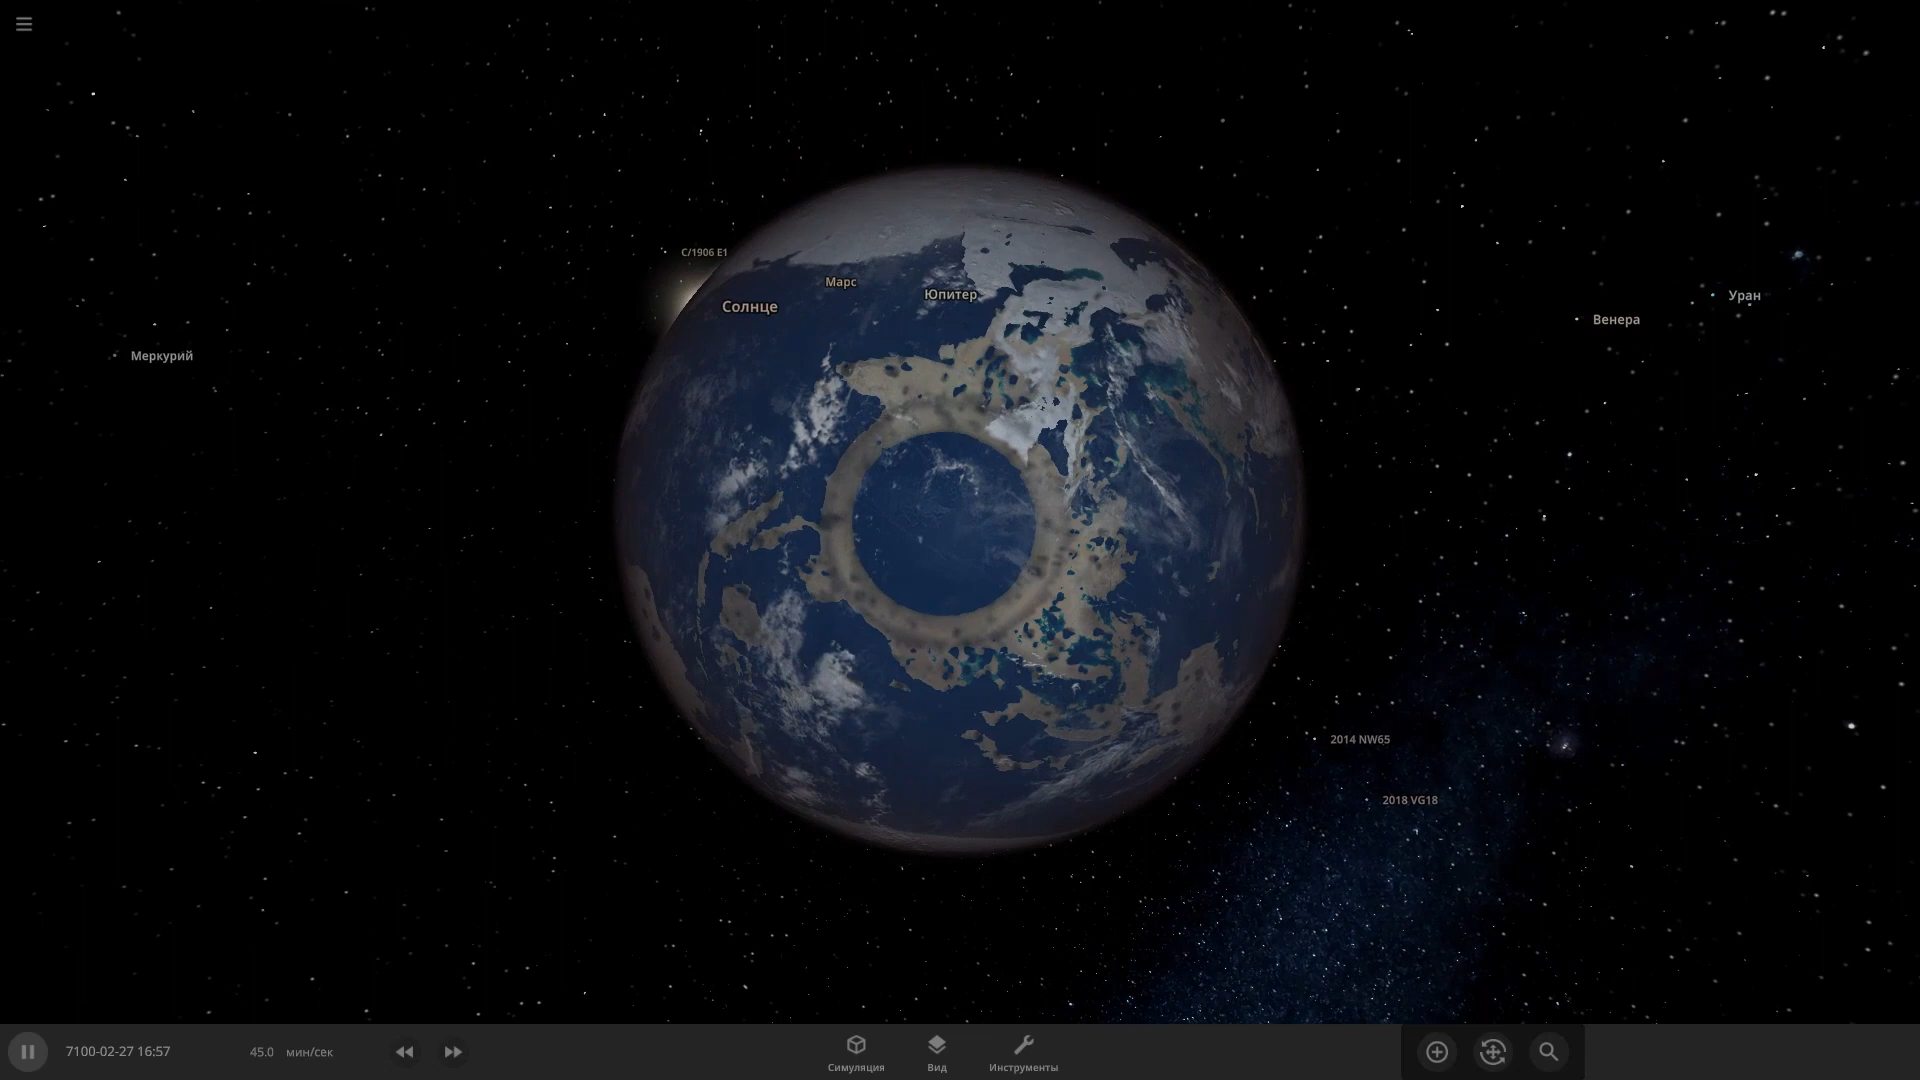 C/1906 E1
Марс
Юпитер
Солнце
Уран
Венера
Меркурий
2014 NW65
2018 VG18
7100-02-27 16:57
45.0 мин/сек
Симуляция
Вид
Инструменты